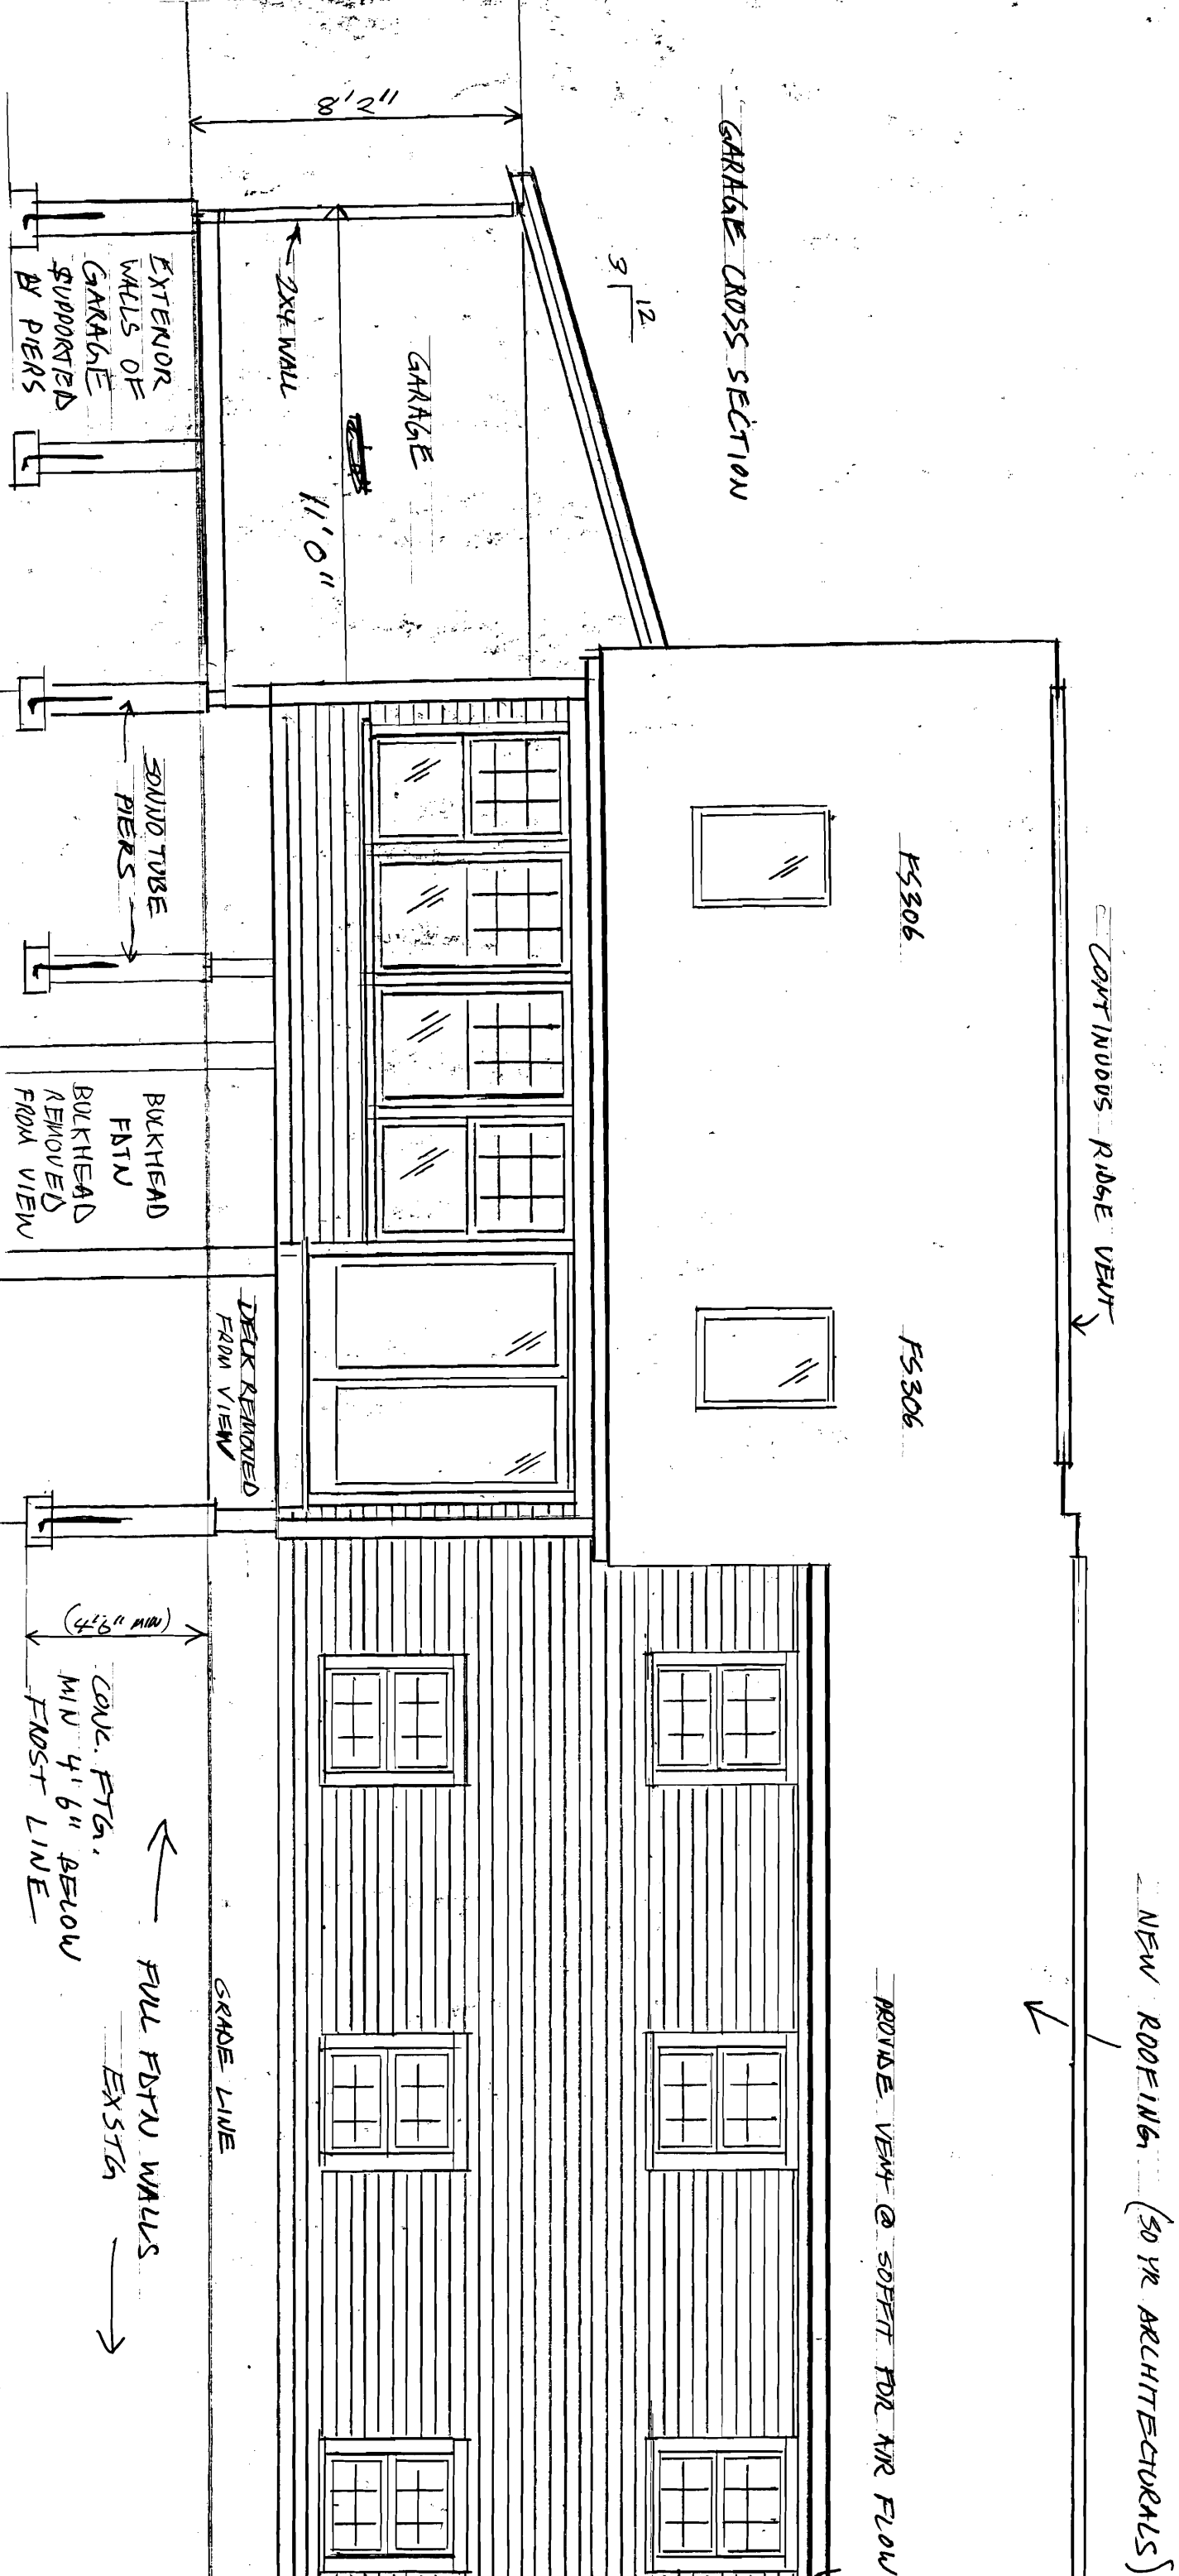 NEW ROOFING (30 YR ARCHITECTURALS)
CONTINUOUS RIDGE VENT
GARAGE CROSS SECTION
12
3
FS306
FS306
PROVIDE VENT @ SOFFIT FOR AIR FLOW
8'2"
GARAGE
11'0"
2X4 WALL
DECK REMOVED
FROM VIEW
GRADE LINE
EXTERIOR
WALLS OF
GARAGE
SUPPORTED
BY PIERS
SONNO TUBE
PIERS
BULKHEAD
FDTN
BULKHEAD
REMOVED
FROM VIEW
(4'6" MIN)
CONC. FTG.
MIN 4'6" BELOW
FROST LINE
FULL FDTN WALLS
EXSTG